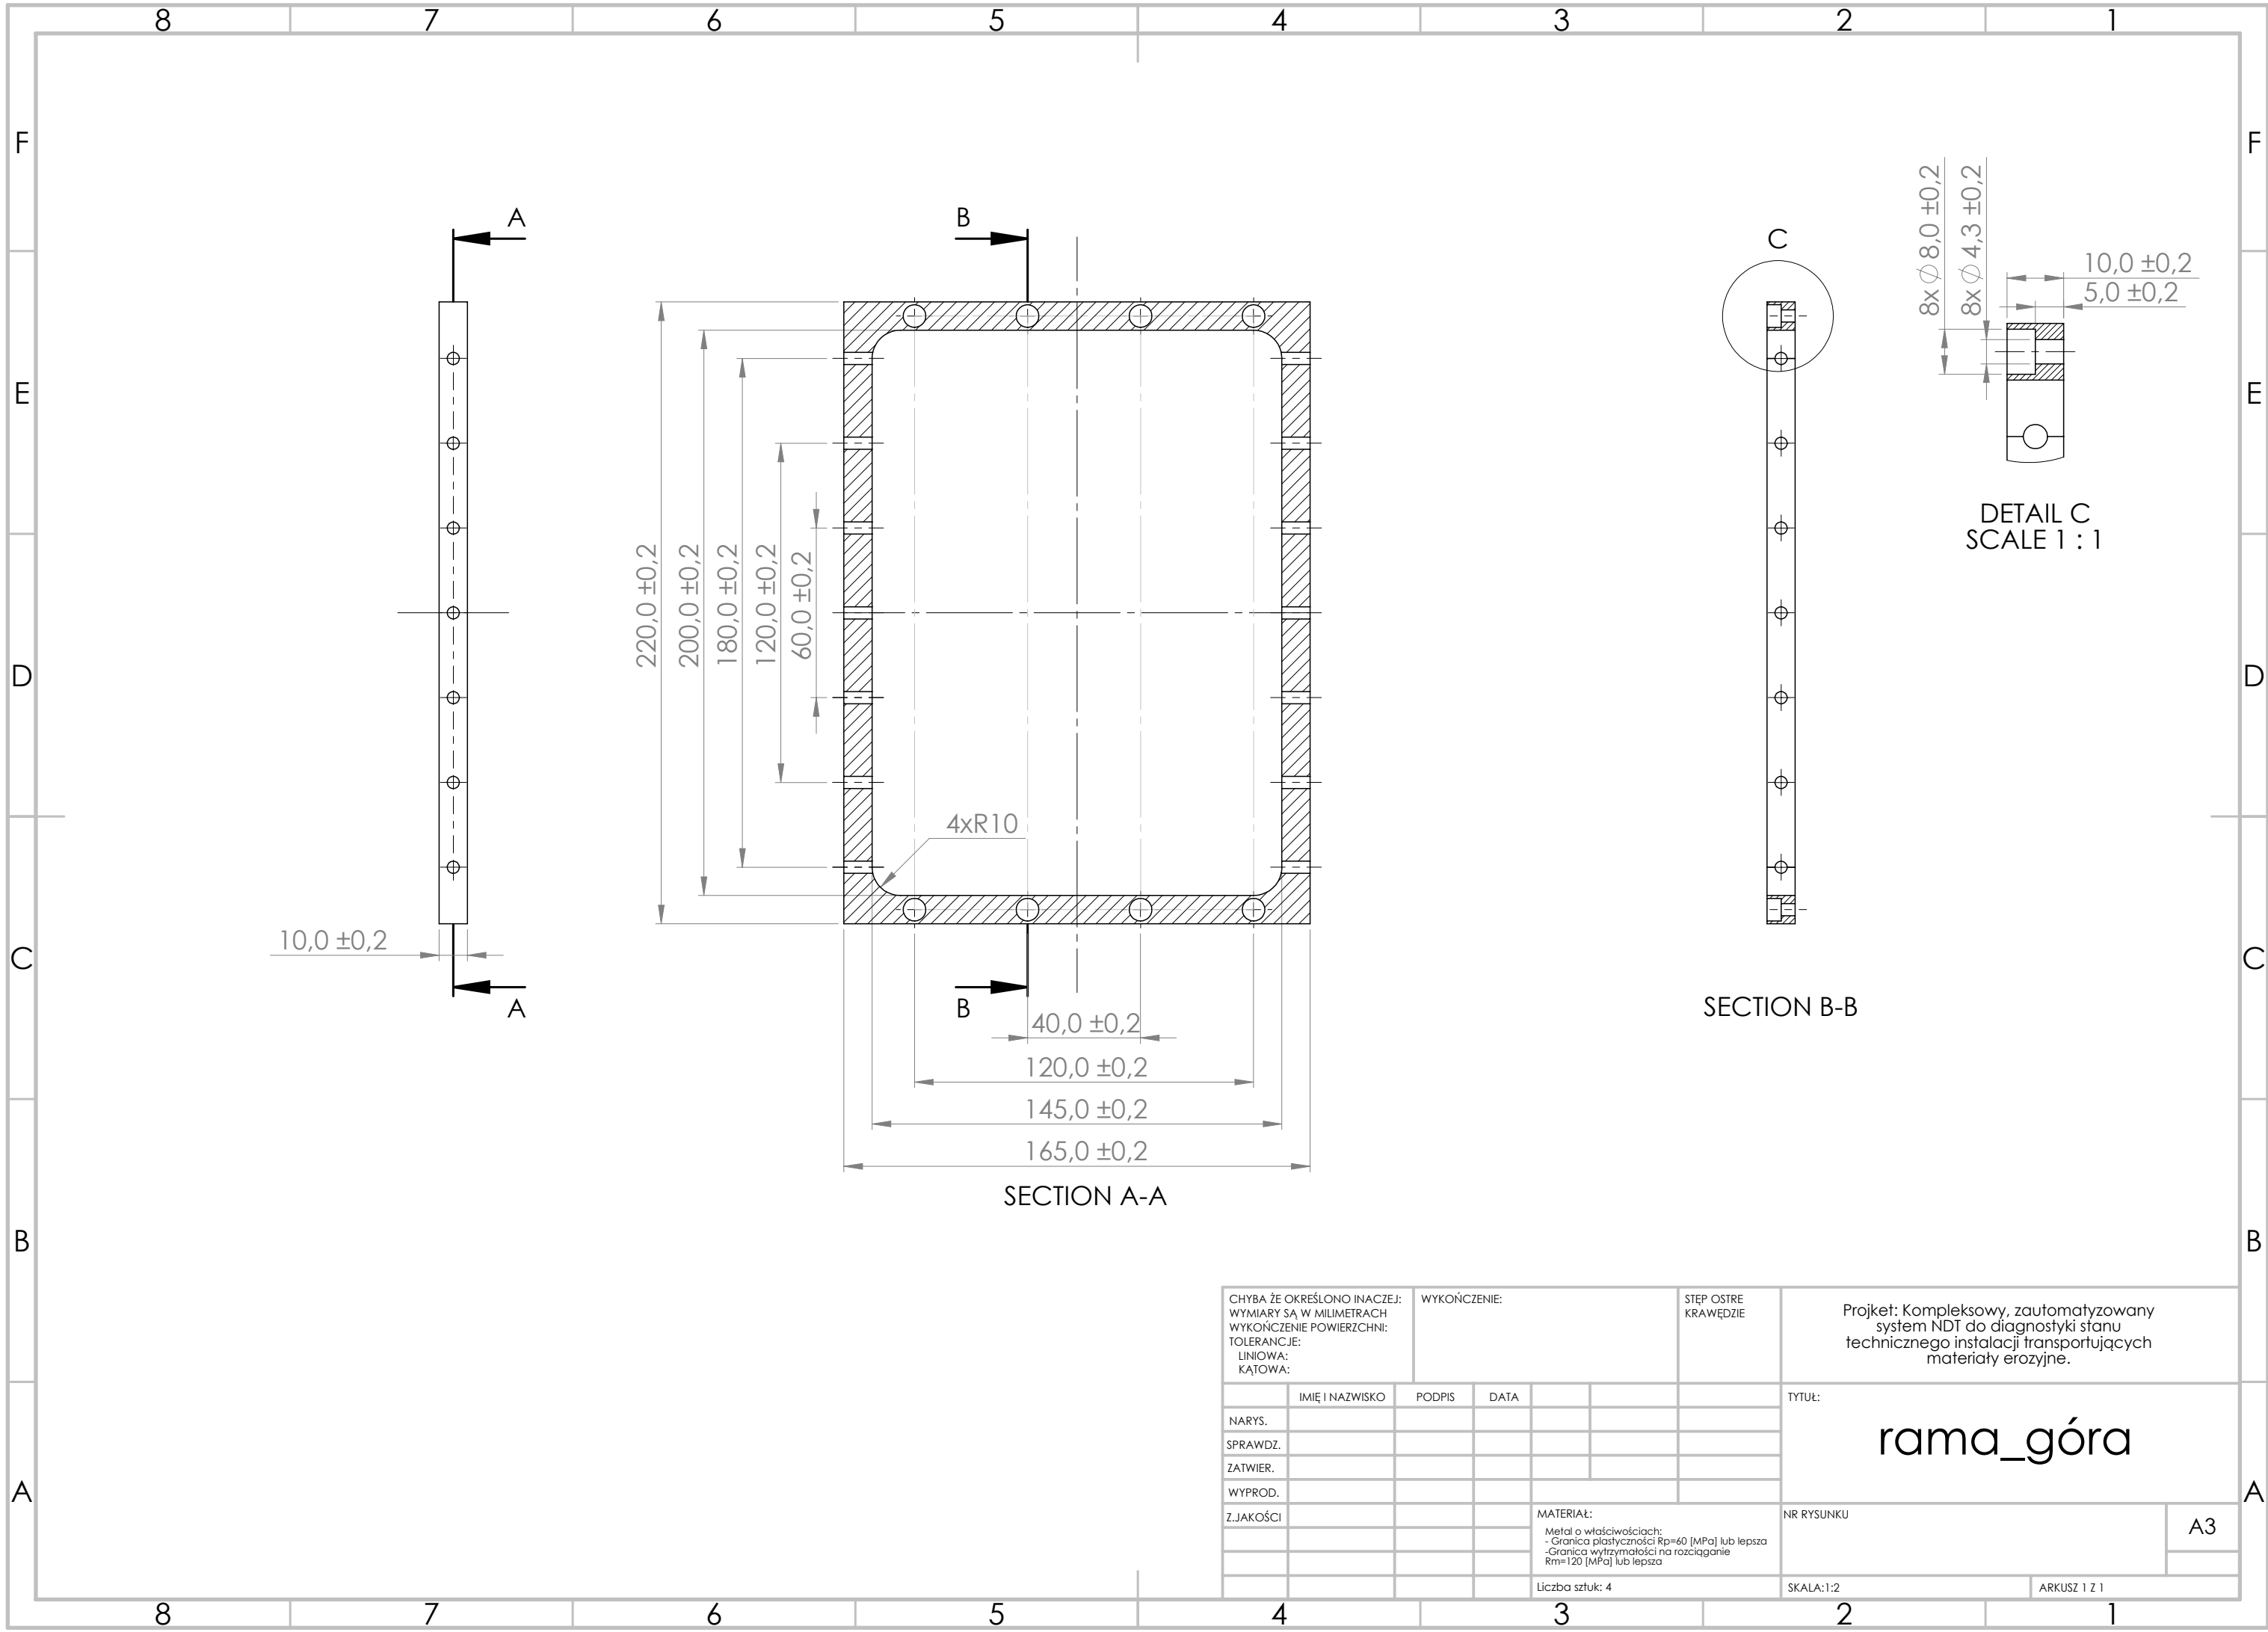 8 7 6 5 4 3 2 1
F F
E E
D D
C C
B B
A A
A
A
10,0 ±0,2
B
B
220,0 ±0,2
200,0 ±0,2
180,0 ±0,2
120,0 ±0,2
60,0 ±0,2
4xR10
40,0 ±0,2
120,0 ±0,2
145,0 ±0,2
165,0 ±0,2
SECTION A-A
C
SECTION B-B
8x ∅ 8,0 ±0,2
8x ∅ 4,3 ±0,2
10,0 ±0,2
5,0 ±0,2
DETAIL C
SCALE 1 : 1
CHYBA ŻE OKREŚLONO INACZEJ:
WYMIARY SĄ W MILIMETRACH
WYKOŃCZENIE POWIERZCHNI:
TOLERANCJE:
LINIOWA:
KĄTOWA:
WYKOŃCZENIE:
STĘP OSTRE
KRAWĘDZIE
Projket: Kompleksowy, zautomatyzowany
system NDT do diagnostyki stanu
technicznego instalacji transportujących
materiały erozyjne.
IMIĘ I NAZWISKO PODPIS DATA
NARYS.
SPRAWDZ.
ZATWIER.
WYPROD.
Z.JAKOŚCI
TYTUŁ:
rama_góra
MATERIAŁ:
Metal o właściwościach:
- Granica plastyczności Rp=60 [MPa] lub lepsza
-Granica wytrzymałości na rozciąganie
Rm=120 [MPa] lub lepsza
Liczba sztuk: 4
NR RYSUNKU
A3
SKALA:1:2
ARKUSZ 1 Z 1
8 7 6 5 4 3 2 1